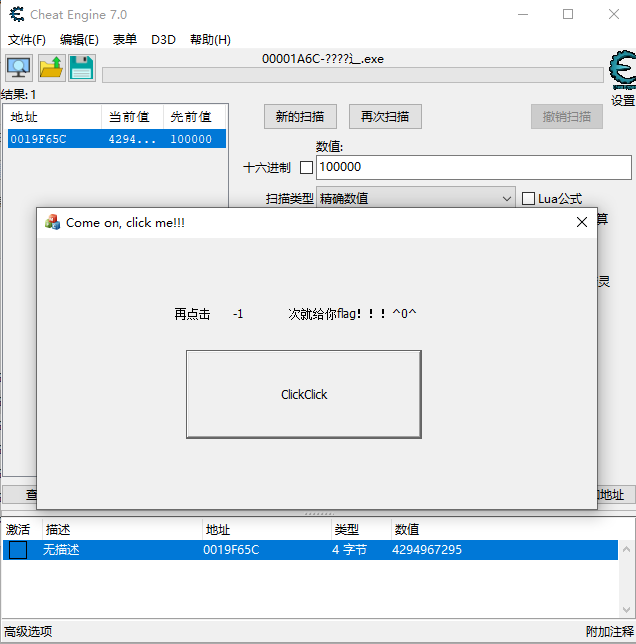 Cheat Engine 7.0
文件(F) 编辑(E) 表单 D3D 帮助(H)
00001A6C-????辶_.exe
结果: 1
设置
地址 当前值 先前值
0019F65C 4294... 100000
新的扫描 再次扫描 撤销扫描
数值:
十六进制 100000
扫描类型 精确数值 Lua公式
算
Come on, click me!!!
灵
再点击 -1 次就给你flag！！！^0^
ClickClick
查 加地址
激活 描述 地址 类型 数值
无描述 0019F65C 4 字节 4294967295
高级选项 附加注释